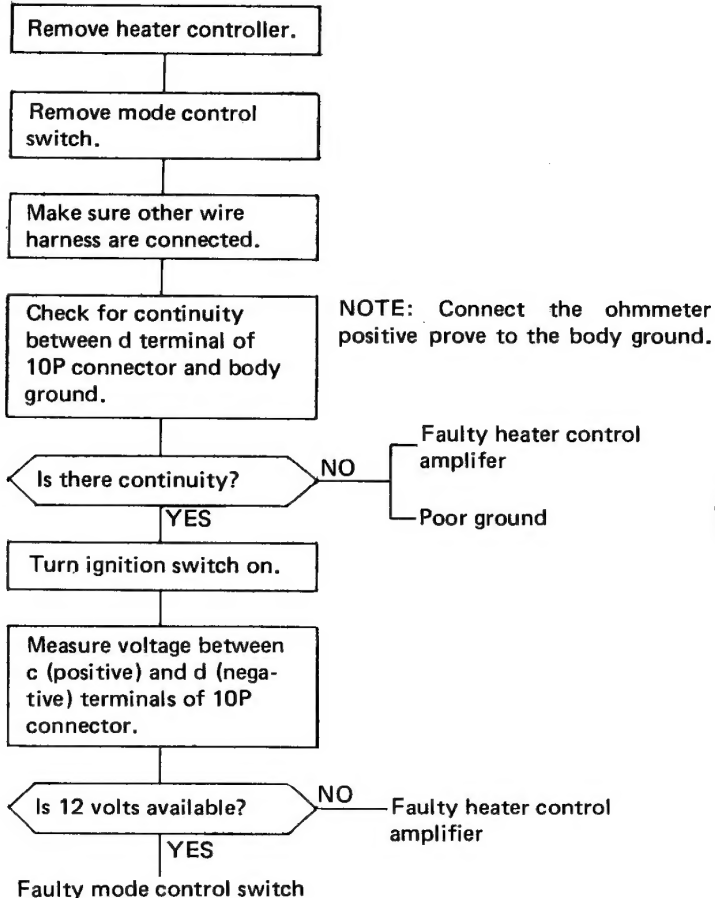 Remove heater controller.
Remove mode control
switch.
Make sure other wire
harness are connected.
Check for continuity
between d terminal of
10P connector and body
ground.
NOTE: Connect the ohmmeter
positive prove to the body ground.
Is there continuity?
NO
Faulty heater control
amplifer
Poor ground
YES
Turn ignition switch on.
Measure voltage between
c (positive) and d (nega-
tive) terminals of 10P
connector.
Is 12 volts available?
NO
Faulty heater control
amplifier
YES
Faulty mode control switch